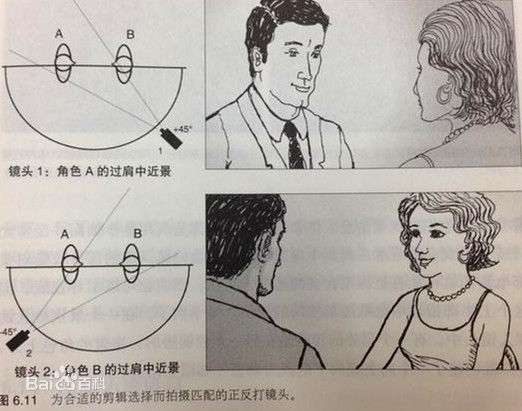 A
B
+45°
1
镜头 1：角色 A 的过肩中近景
A
B
-45°
2
镜头 2：角色 B 的过肩中近景
Bai百科
图 6.11 为合适的剪辑选择而拍摄匹配的正反打镜头。